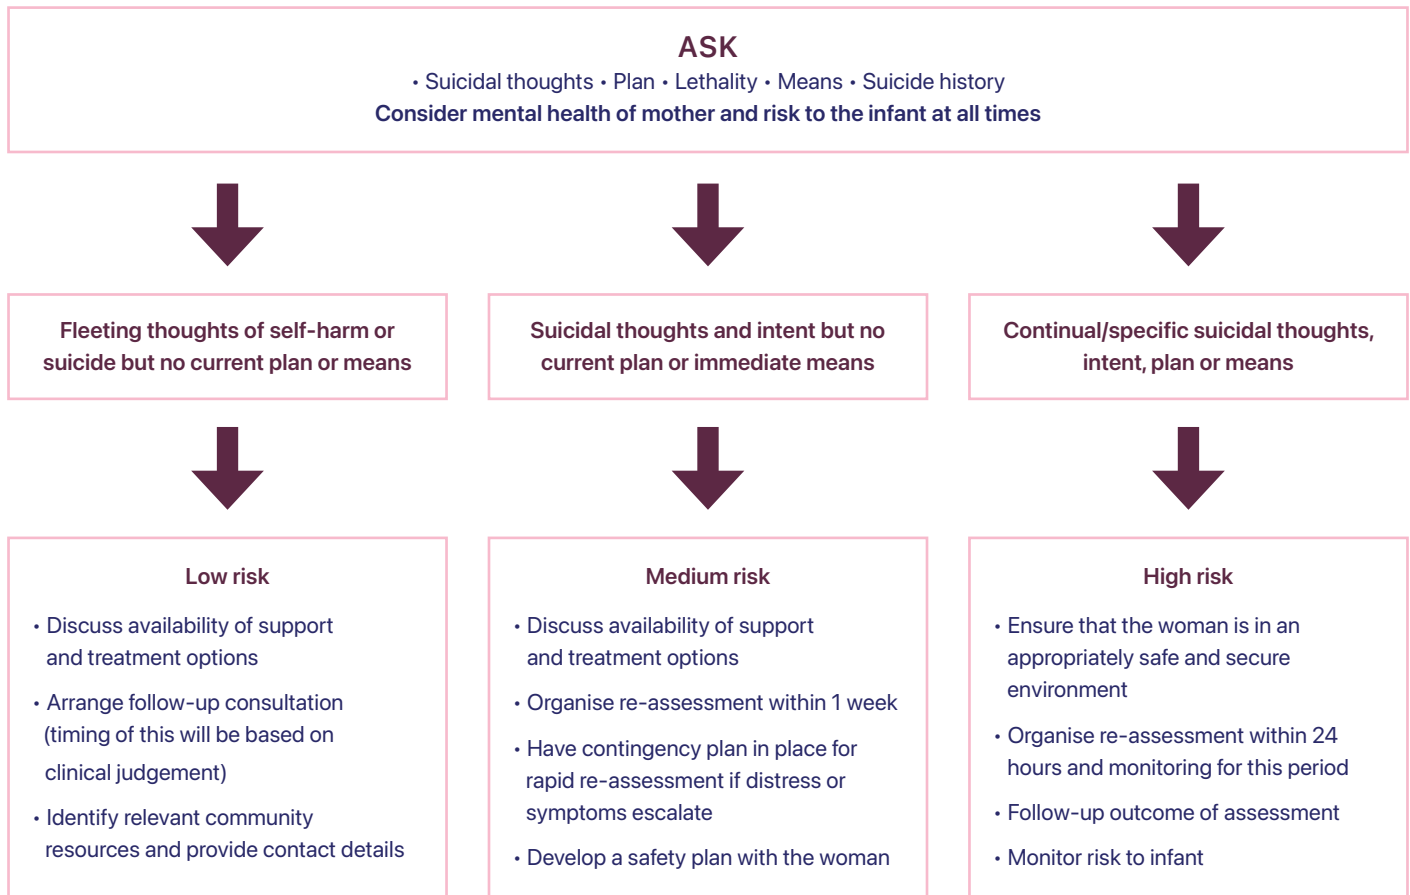 ASK
• Suicidal thoughts • Plan • Lethality • Means • Suicide history
Consider mental health of mother and risk to the infant at all times
Fleeting thoughts of self-harm or
suicide but no current plan or means
Suicidal thoughts and intent but no
current plan or immediate means
Continual/specific suicidal thoughts,
intent, plan or means
Low risk
• Discuss availability of support
and treatment options
• Arrange follow-up consultation
(timing of this will be based on
clinical judgement)
• Identify relevant community
resources and provide contact details
Medium risk
• Discuss availability of support
and treatment options
• Organise re-assessment within 1 week
• Have contingency plan in place for
rapid re-assessment if distress or
symptoms escalate
• Develop a safety plan with the woman
High risk
• Ensure that the woman is in an
appropriately safe and secure
environment
• Organise re-assessment within 24
hours and monitoring for this period
• Follow-up outcome of assessment
• Monitor risk to infant